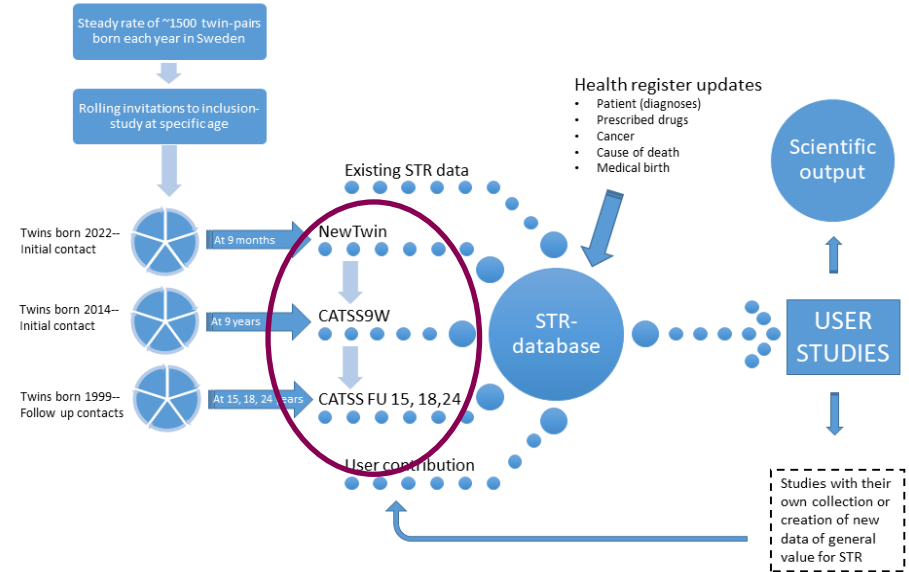 Steady rate of ~1500 twin-pairs
born each year in Sweden
Rolling invitations to inclusion-
study at specific age
Health register updates
• Patient (diagnoses)
• Prescribed drugs
• Cancer
• Cause of death
• Medical birth
Scientific
output
Existing STR data
Twins born 2022--
Initial contact
At 9 months
NewTwin
Twins born 2014--
Initial contact
At 9 years
CATSS9W
STR-
database
USER
STUDIES
Twins born 1999--
Follow up contacts
At 15, 18, 24 years
CATSS FU 15, 18,24
User contribution
Studies with their
own collection or
creation of new
data of general
value for STR